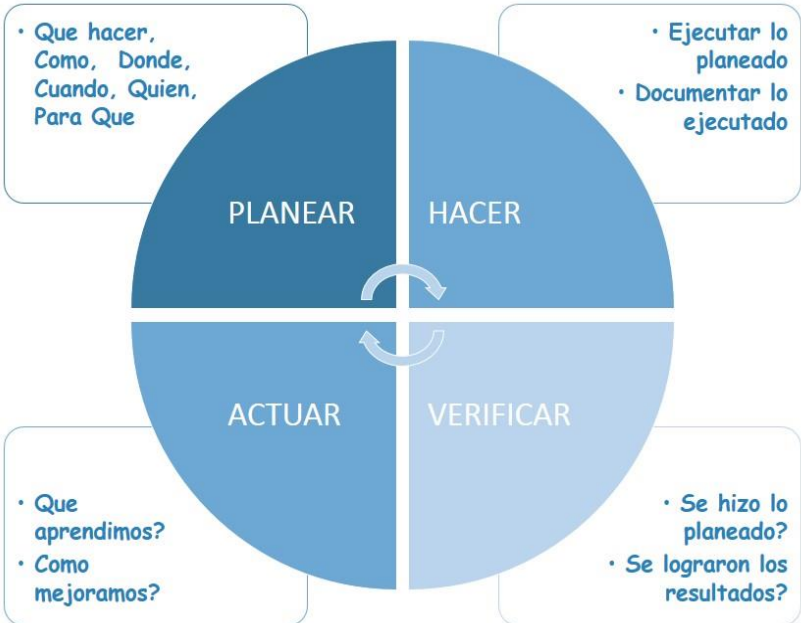 • Que hacer,
Como, Donde,
Cuando, Quien,
Para Que
• Ejecutar lo
planeado
• Documentar lo
ejecutado
PLANEAR
HACER
ACTUAR
VERIFICAR
• Que
aprendimos?
• Como
mejoramos?
• Se hizo lo
planeado?
• Se lograron los
resultados?